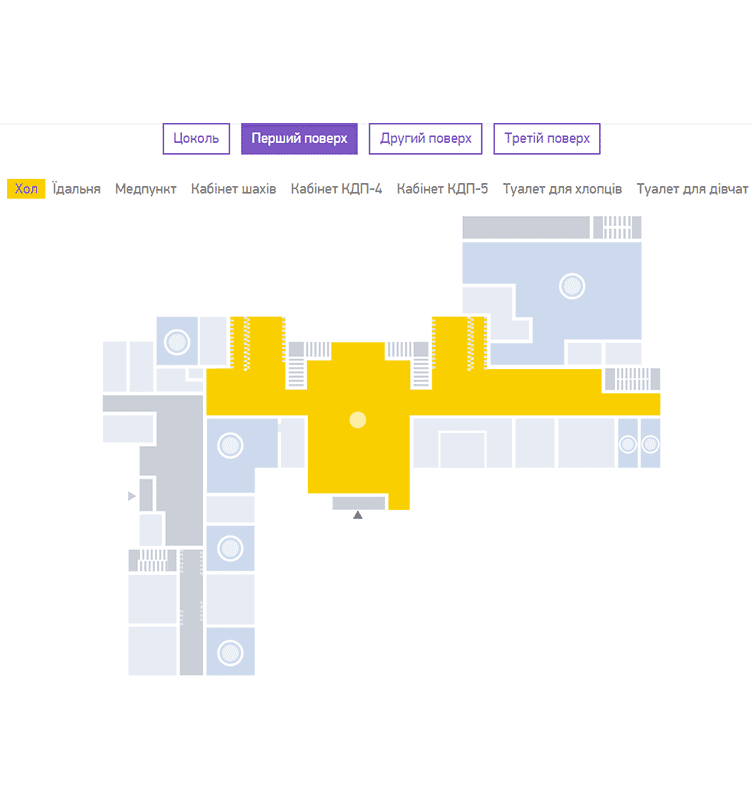 Цоколь Перший поверх Другий поверх Третій поверх
Хол Їдальня Медпункт Кабінет шахів Кабінет КДП-4 Кабінет КДП-5 Туалет для хлопців Туалет для дівчат